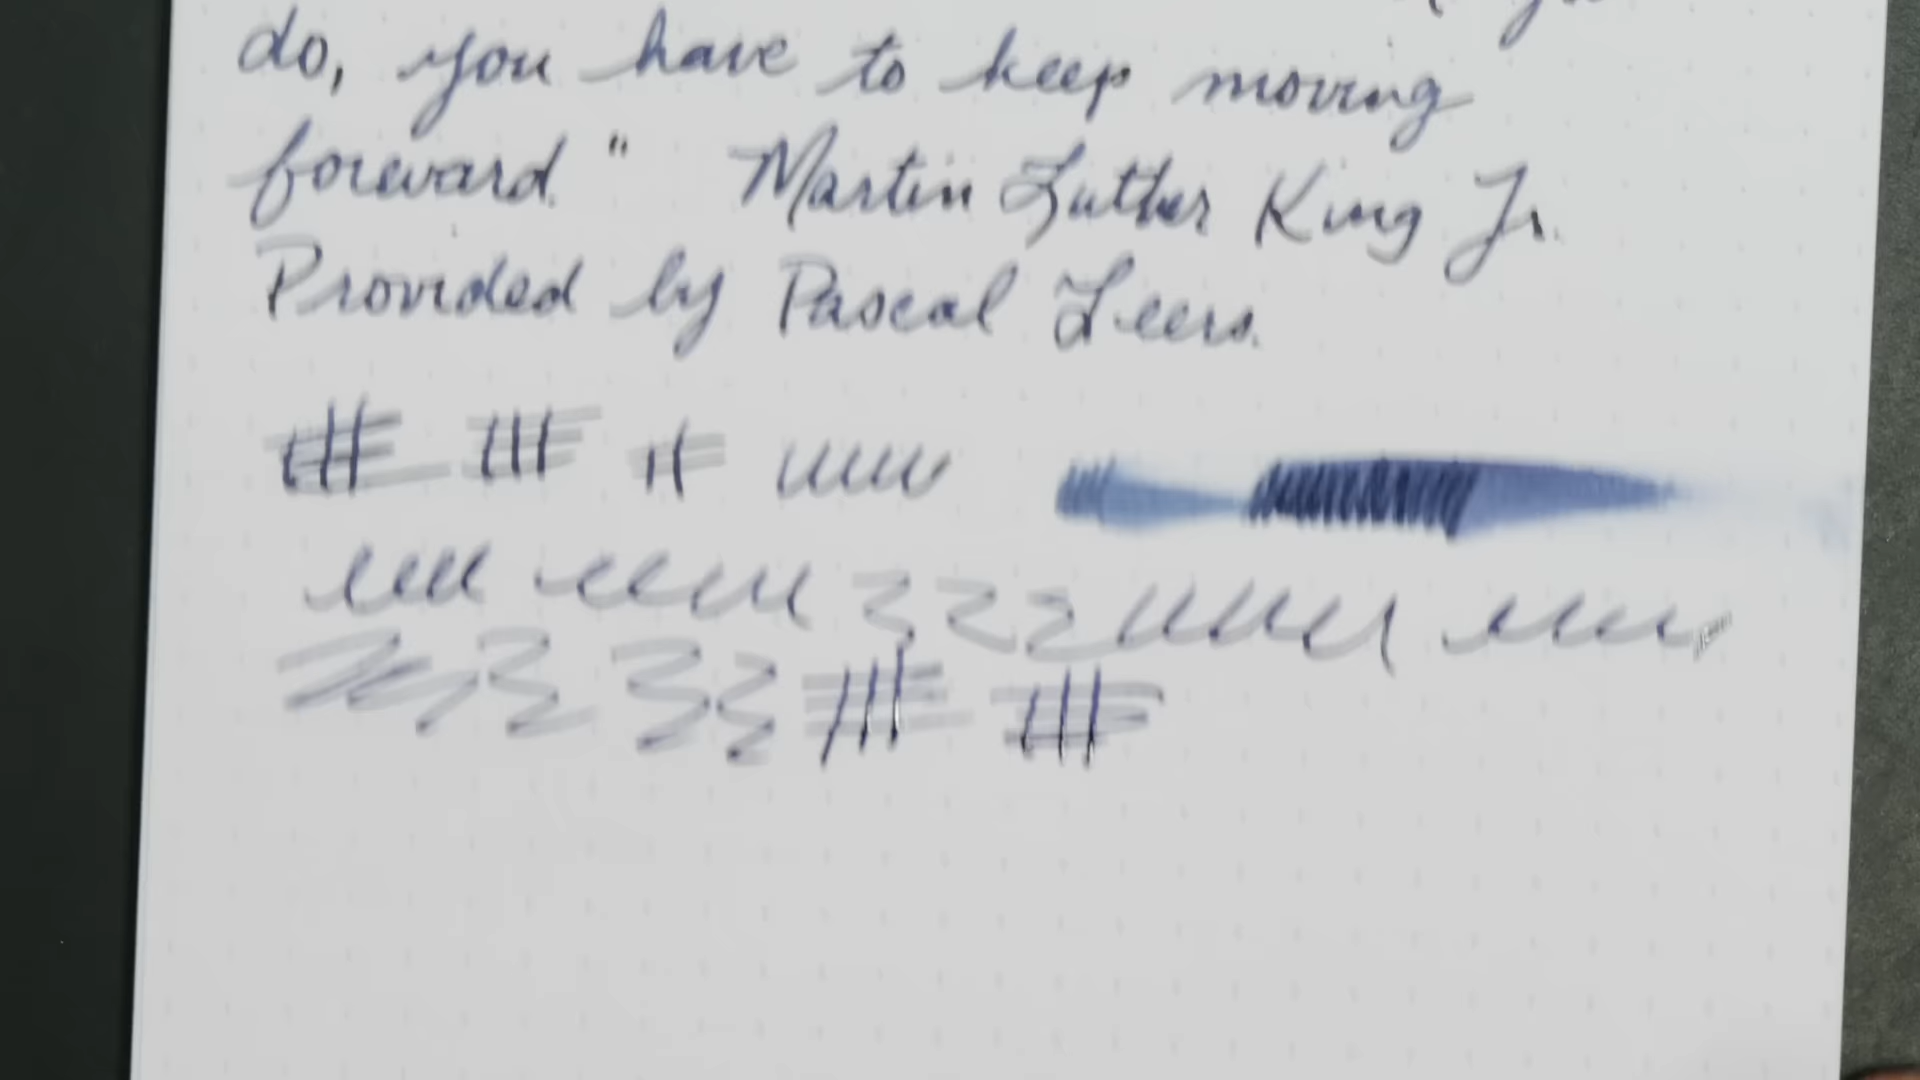 do, you have to keep moving
forward." Martin Luther King Jr.
Provided by Pascal Leers.